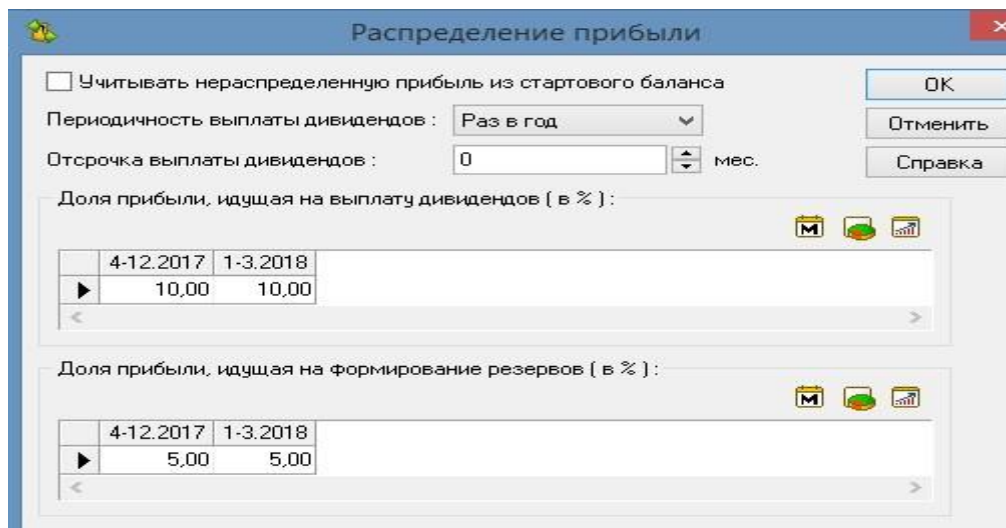 Распределение прибыли
Учитывать нераспределенную прибыль из стартового баланса
OK
Периодичность выплаты дивидендов : Раз в год
Отменить
Отсрочка выплаты дивидендов : 0 мес.
Справка
Доля прибыли, идущая на выплату дивидендов ( в % ) :
4-12.2017 1-3.2018
10,00 10,00
Доля прибыли, идущая на формирование резервов ( в % ) :
4-12.2017 1-3.2018
5,00 5,00